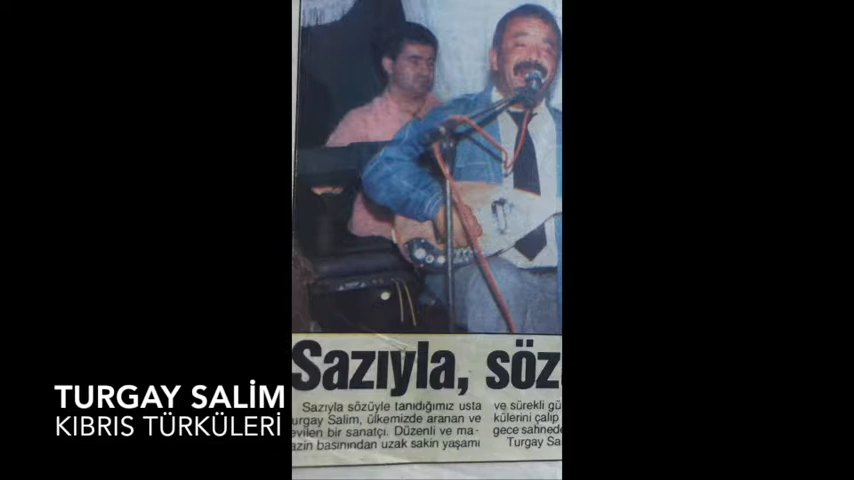 Sazıyla, söz
Sazıyla sözüyle tanıdığımız usta
urgay Salim, ülkemizde aranan ve
evilen bir sanatçı. Düzenli ve ma-
azin basınından uzak sakin yaşamı
ve sürekli gü
külerini çalıp
gece sahnede
Turgay Sa
TURGAY SALİM
KIBRIS TÜRKÜLERİ